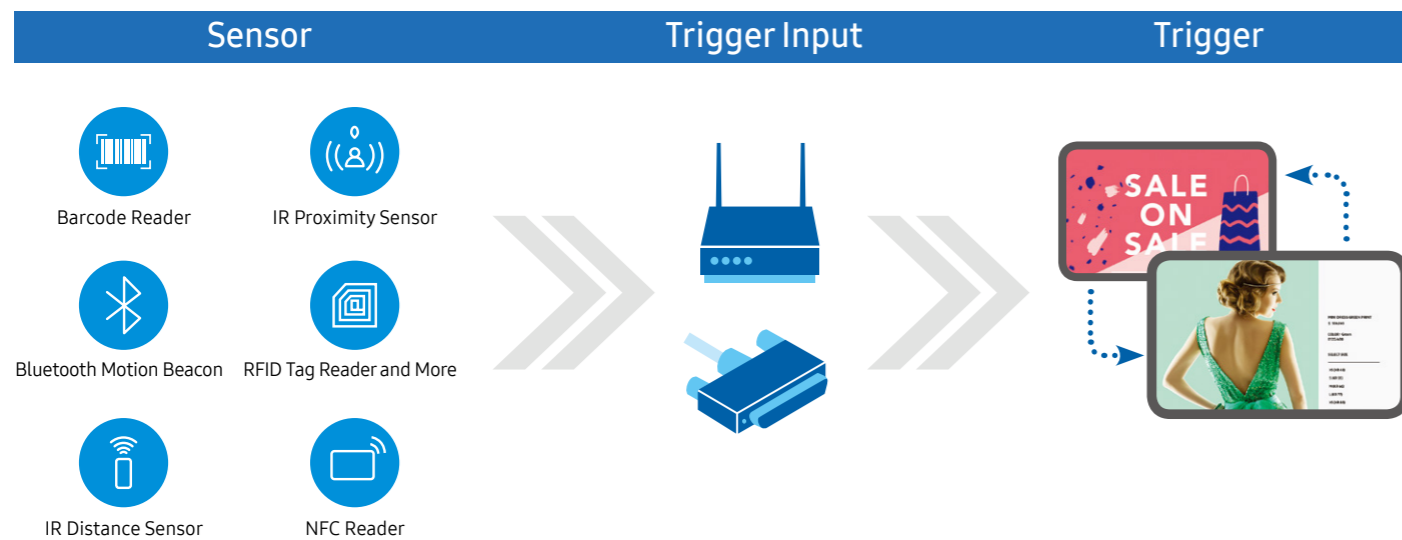 Sensor
Trigger Input
Trigger
Barcode Reader
IR Proximity Sensor
Bluetooth Motion Beacon
RFID Tag Reader and More
IR Distance Sensor
NFC Reader
SALE
ON
SALE